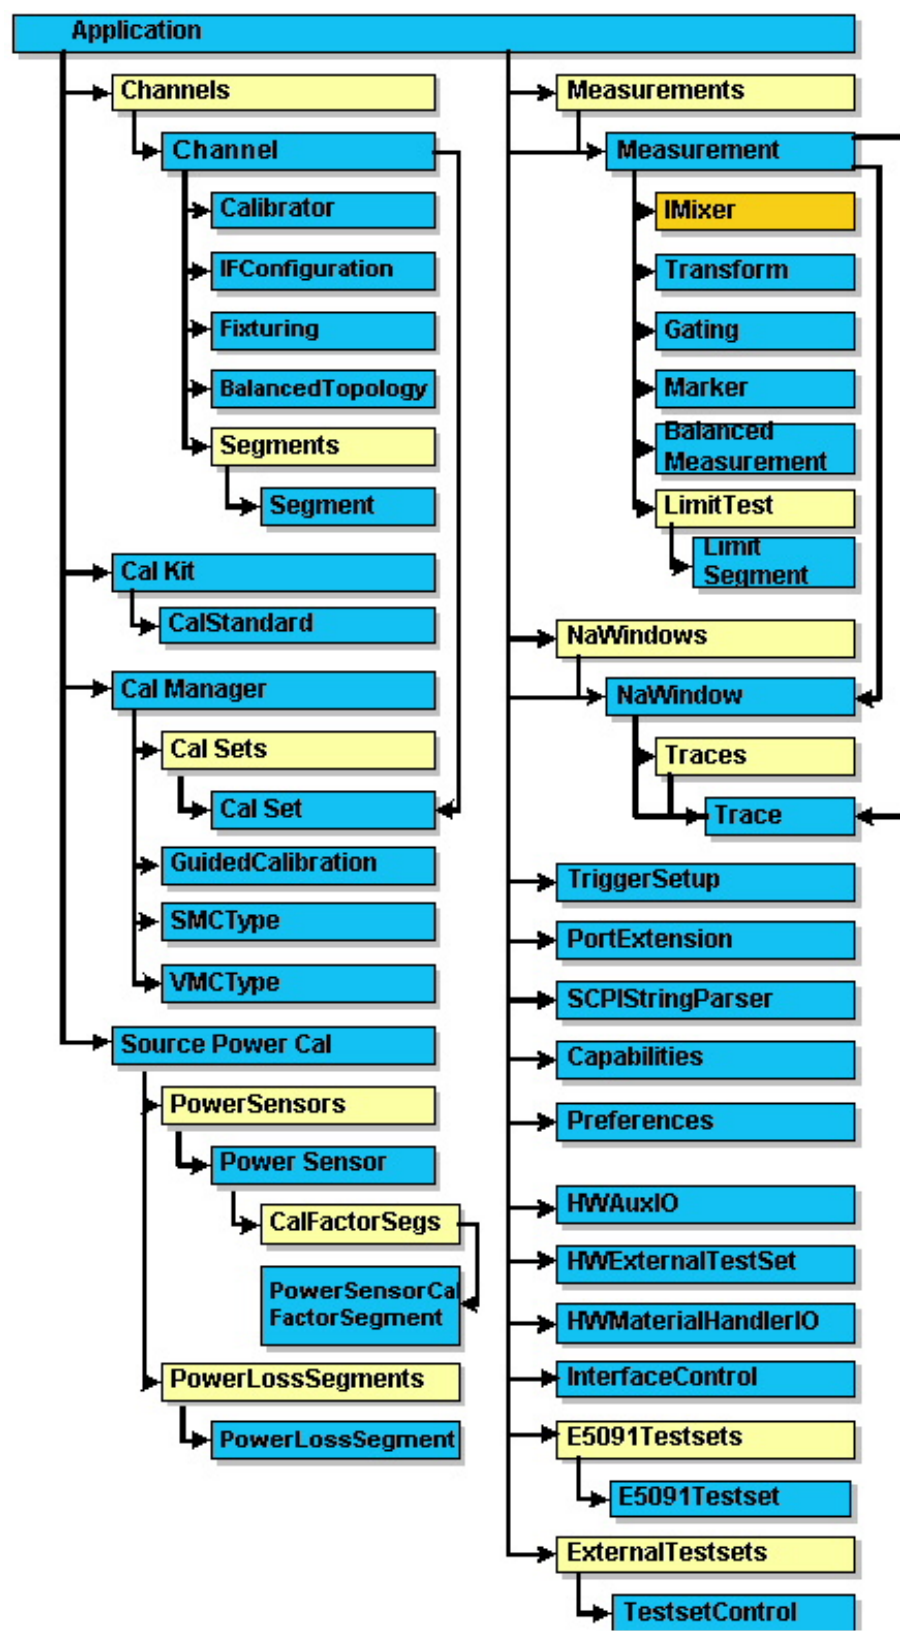 Application
Channels
Channel
Calibrator
IFConfiguration
Fixturing
BalancedTopology
Segments
Segment
Cal Kit
CalStandard
Cal Manager
Cal Sets
Cal Set
GuidedCalibration
SMCType
VMCType
Source Power Cal
PowerSensors
Power Sensor
CalFactorSegs
PowerSensorCal
FactorSegment
PowerLossSegments
PowerLossSegment
Measurements
Measurement
IMixer
Transform
Gating
Marker
Balanced
Measurement
LimitTest
Limit
Segment
NaWindows
NaWindow
Traces
Trace
TriggerSetup
PortExtension
SCPIStringParser
Capabilities
Preferences
HWAuxIO
HWExternalTestSet
HWMaterialHandlerIO
InterfaceControl
E5091Testsets
E5091Testset
ExternalTestsets
TestsetControl